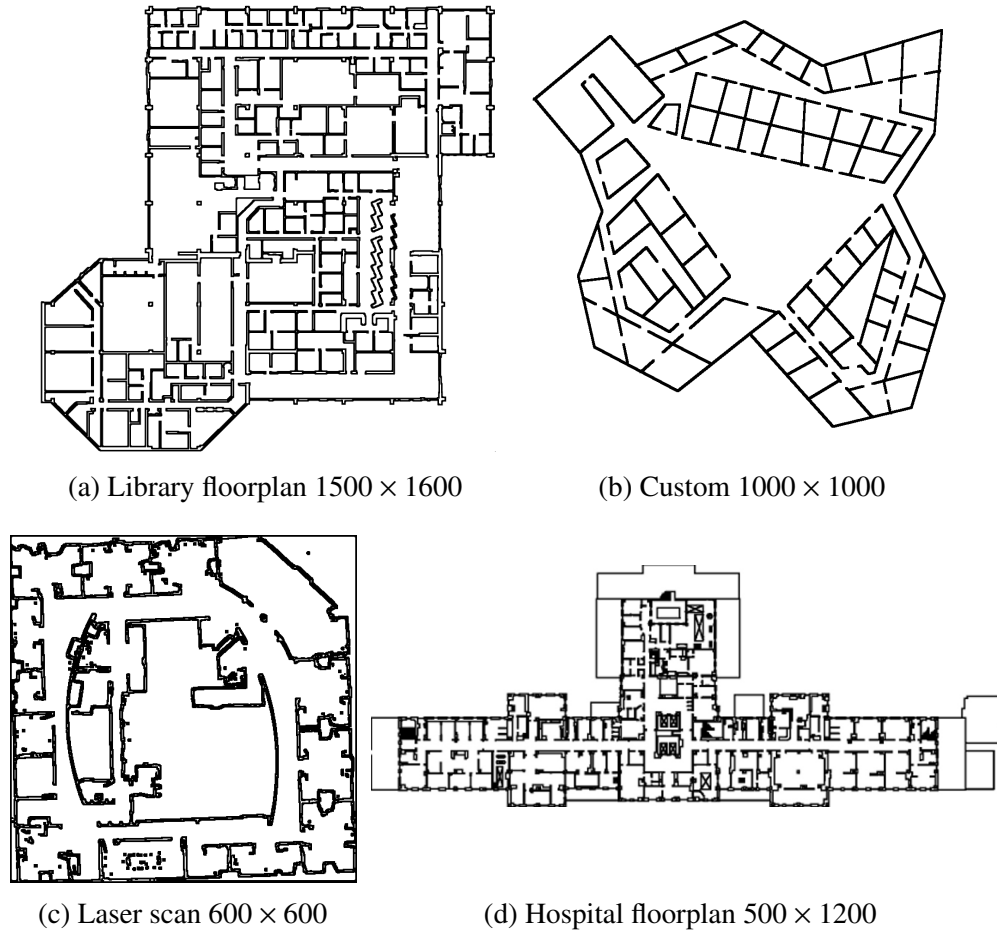 (a) Library floorplan 1500 × 1600
(b) Custom 1000 × 1000
(c) Laser scan 600 × 600
(d) Hospital floorplan 500 × 1200